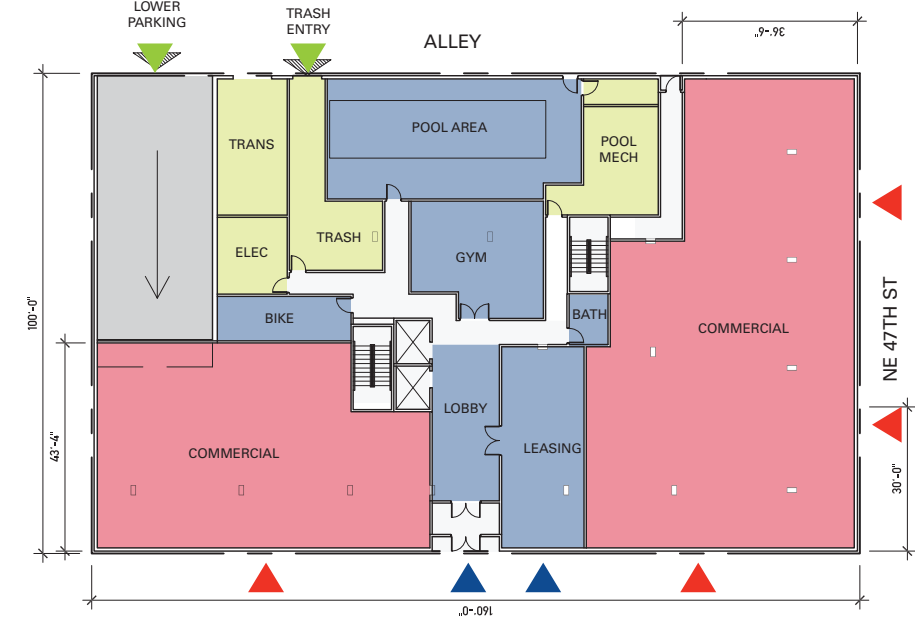 LOWER
PARKING
TRASH
ENTRY
ALLEY
36'-6"
POOL AREA
TRANS
POOL
MECH
TRASH
ELEC
GYM
BIKE
BATH
COMMERCIAL
NE 47TH ST
100'-0"
LOBBY
COMMERCIAL
LEASING
43'-4"
30'-0"
160'-0"